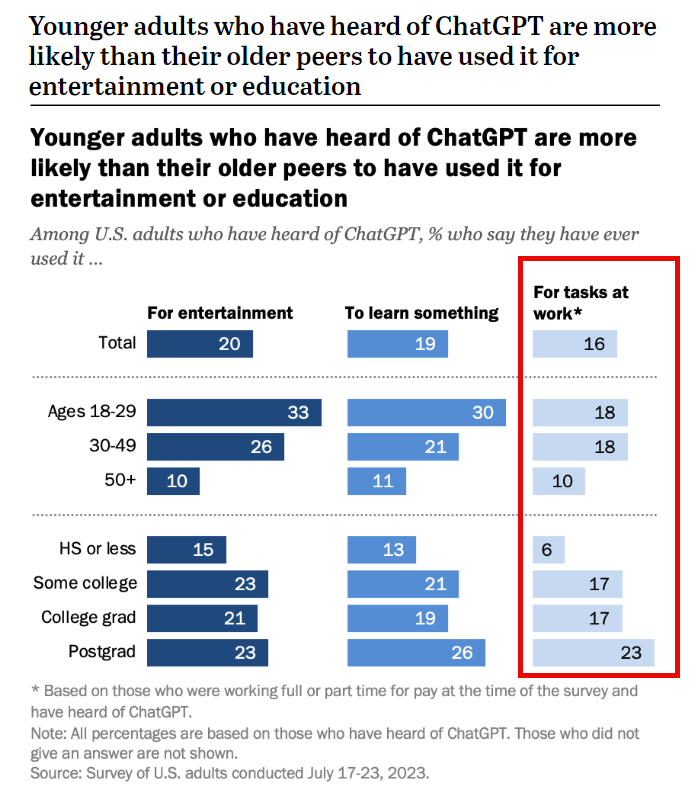 Younger adults who have heard of ChatGPT are more
likely than their older peers to have used it for
entertainment or education
Younger adults who have heard of ChatGPT are more
likely than their older peers to have used it for
entertainment or education
Among U.S. adults who have heard of ChatGPT, % who say they have ever
used it ...
For entertainment To learn something For tasks at
work*
Total 20 19 16
Ages 18-29 33 30 18
30-49 26 21 18
50+ 10 11 10
HS or less 15 13 6
Some college 23 21 17
College grad 21 19 17
Postgrad 23 26 23
* Based on those who were working full or part time for pay at the time of the survey and
have heard of ChatGPT.
Note: All percentages are based on those who have heard of ChatGPT. Those who did not
give an answer are not shown.
Source: Survey of U.S. adults conducted July 17-23, 2023.